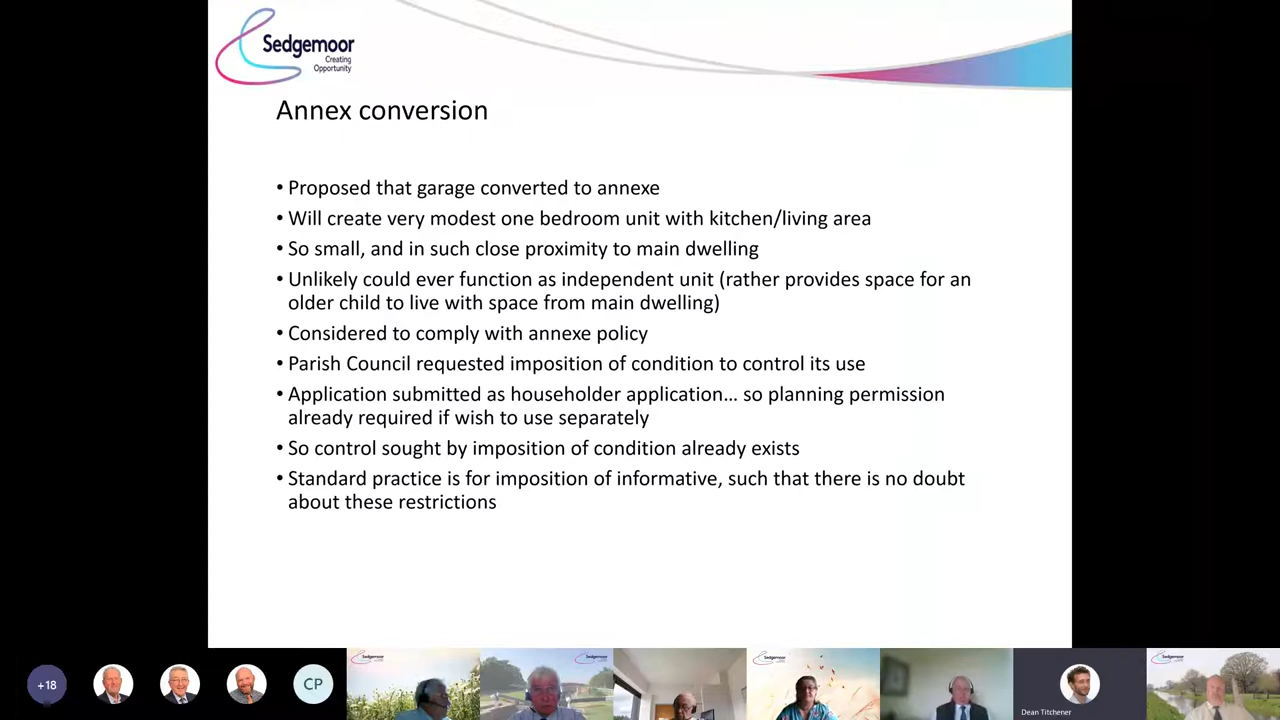 Sedgemoor
Creating
Opportunity
Annex conversion
• Proposed that garage converted to annexe
• Will create very modest one bedroom unit with kitchen/living area
• So small, and in such close proximity to main dwelling
• Unlikely could ever function as independent unit (rather provides space for an
older child to live with space from main dwelling)
• Considered to comply with annexe policy
• Parish Council requested imposition of condition to control its use
• Application submitted as householder application… so planning permission
already required if wish to use separately
• So control sought by imposition of condition already exists
• Standard practice is for imposition of informative, such that there is no doubt
about these restrictions
+18
CP
Sedgemoor
Sedgemoor
Sedgemoor
Dean Titchener
Sedgemoor